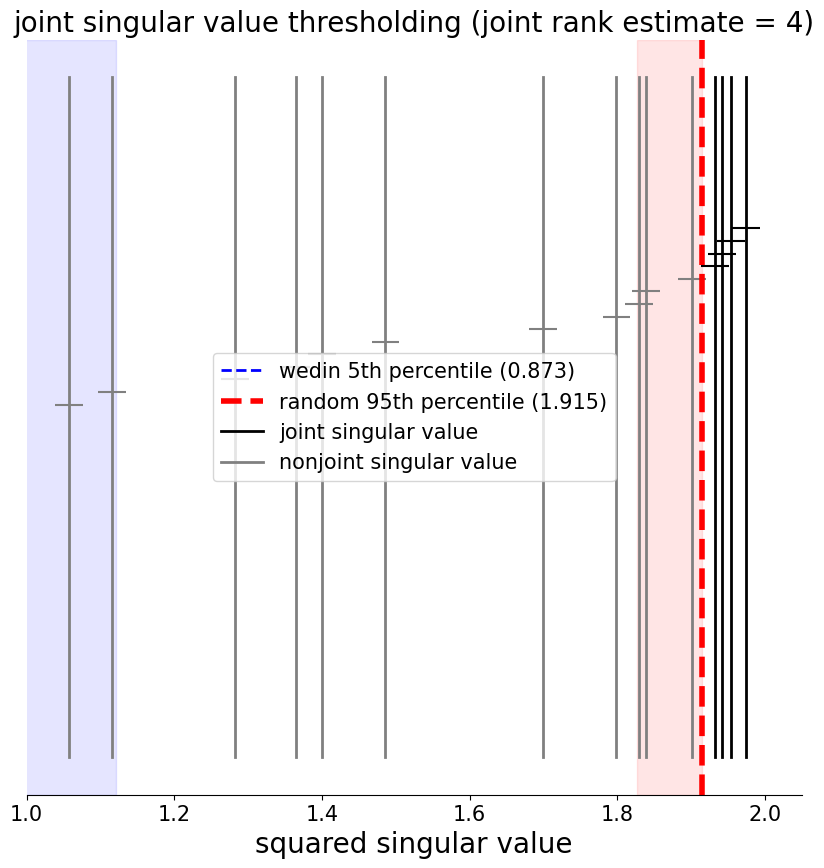 joint singular value thresholding (joint rank estimate = 4)
wedin 5th percentile (0.873)
random 95th percentile (1.915)
joint singular value
nonjoint singular value
1.0 1.2 1.4 1.6 1.8 2.0
squared singular value